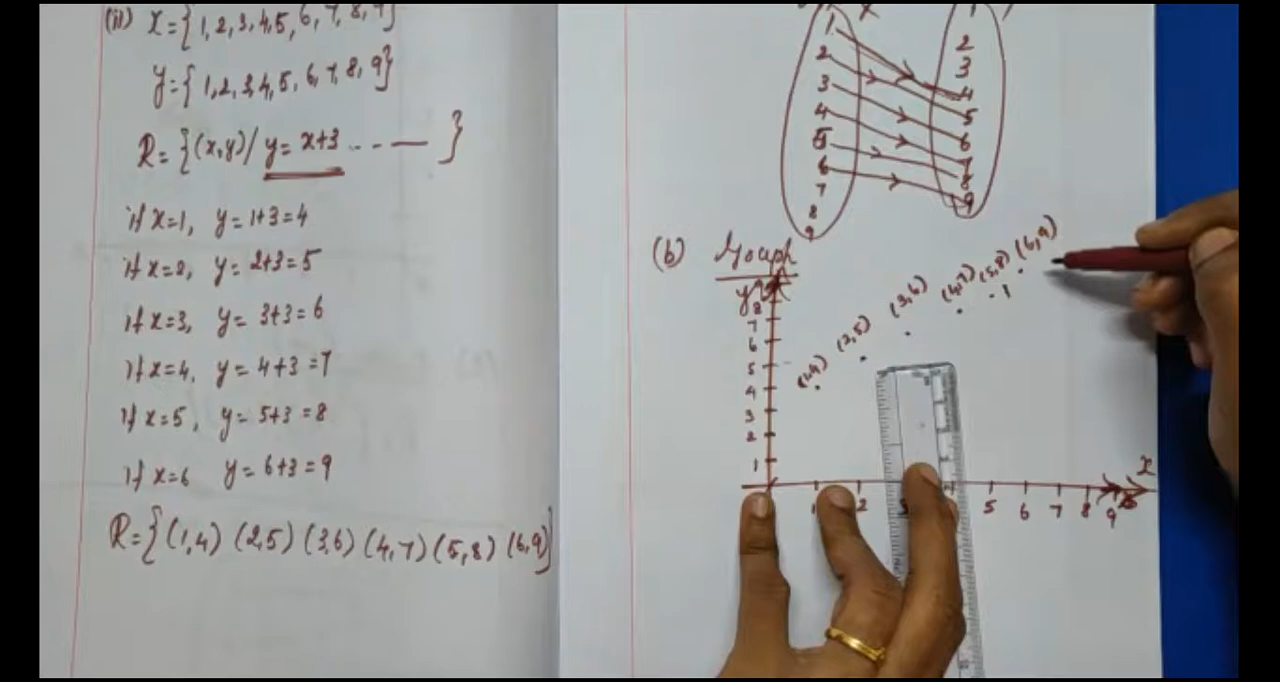 (ii) X={1,2,3,4,5,6,7,8,9}
Y={1,2,3,4,5,6,7,8,9}
R={(x,y)/ y=x+3 ... — }
if x=1, y=1+3=4
if x=2, y=2+3=5
if x=3, y=3+3=6
if x=4, y=4+3=7
if x=5, y=5+3=8
if x=6 y=6+3=9
R={(1,4) (2,5) (3,6) (4,7) (5,8) (6,9)}
X
1 1
2 2
3 3
4 4
5 5
6 6
7 7
8 8
9 9
(b) Graph
y 9
8
7
6
5
4
3
2
1
(1,4) (2,5) (3,6) (4,7) (5,8) (6,9)
x
1 2 3 4 5 6 7 8 9